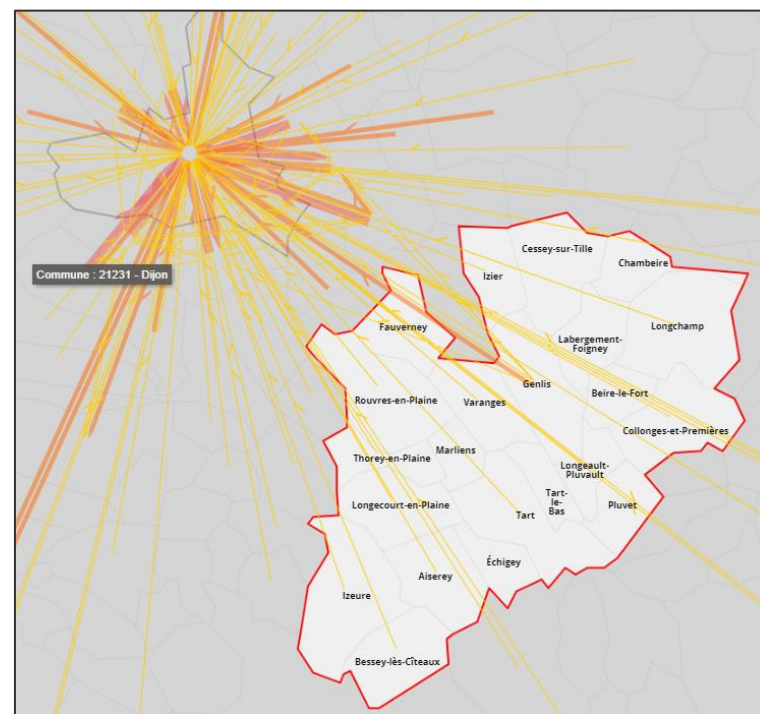 Cessey-sur-Tille
Chambeire
Commune : 21231 - Dijon
Izier
Fauverney
Longchamp
Labergement-
Foigney
Genlis
Beire-le-Fort
Rouvres-en-Plaine
Varanges
Collonges-et-Premières
Marliens
Thorey-en-Plaine
Longeault-
Pluvault
Longecourt-en-Plaine
Tart-
le-
Bas
Pluvet
Tart
Échigey
Aiserey
Izeure
Bessey-lès-Cîteaux